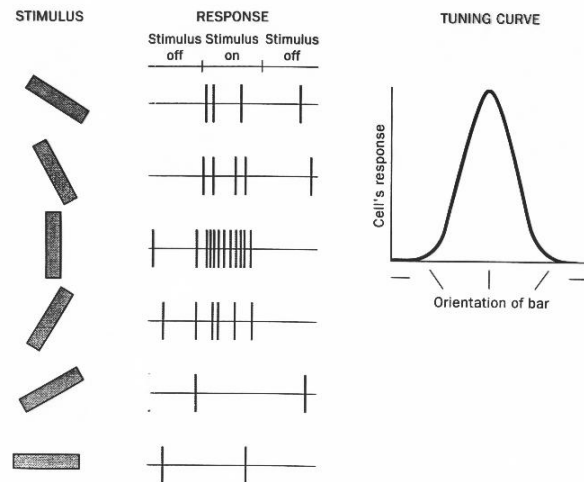 STIMULUS
RESPONSE
TUNING CURVE
Stimulus Stimulus Stimulus
off on off
Cell's response
Orientation of bar